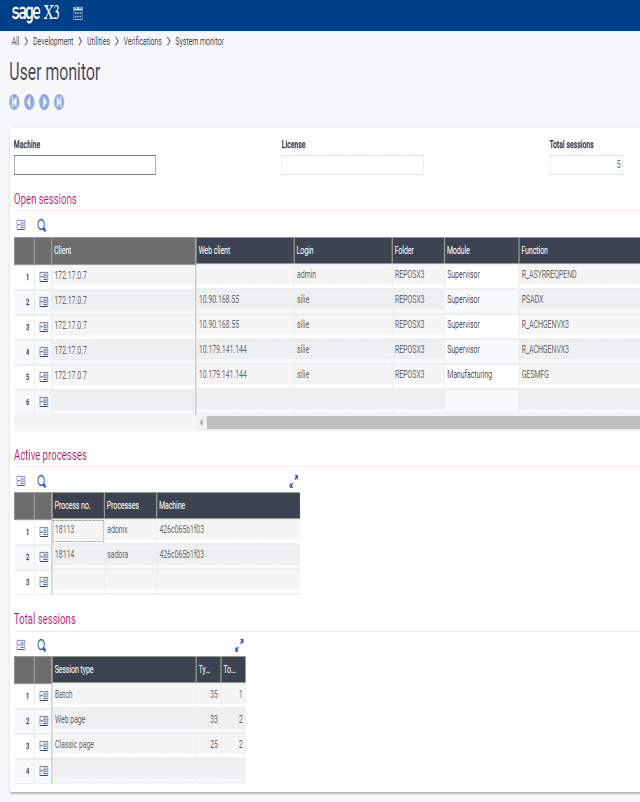 sage X3
All > Development > Utilities > Verifications > System monitor
User monitor
Machine License Total sessions
5
Open sessions
Client Web client Login Folder Module Function
1 172.17.0.7 admin REPOSX3 Supervisor R_ASYRREQPEND
2 172.17.0.7 10.90.168.55 silie REPOSX3 Supervisor PSADX
3 172.17.0.7 10.90.168.55 silie REPOSX3 Supervisor R_ACHGENVX3
4 172.17.0.7 10.179.141.144 silie REPOSX3 Supervisor R_ACHGENVX3
5 172.17.0.7 10.179.141.144 silie REPOSX3 Manufacturing GESMFG
6
Active processes
Process no. Processes Machine
1 18113 adonix 426c065b1f03
2 18114 sadora 426c065b1f03
3
Total sessions
Session type Ty... To...
1 Batch 35 1
2 Web page 33 2
3 Classic page 25 2
4